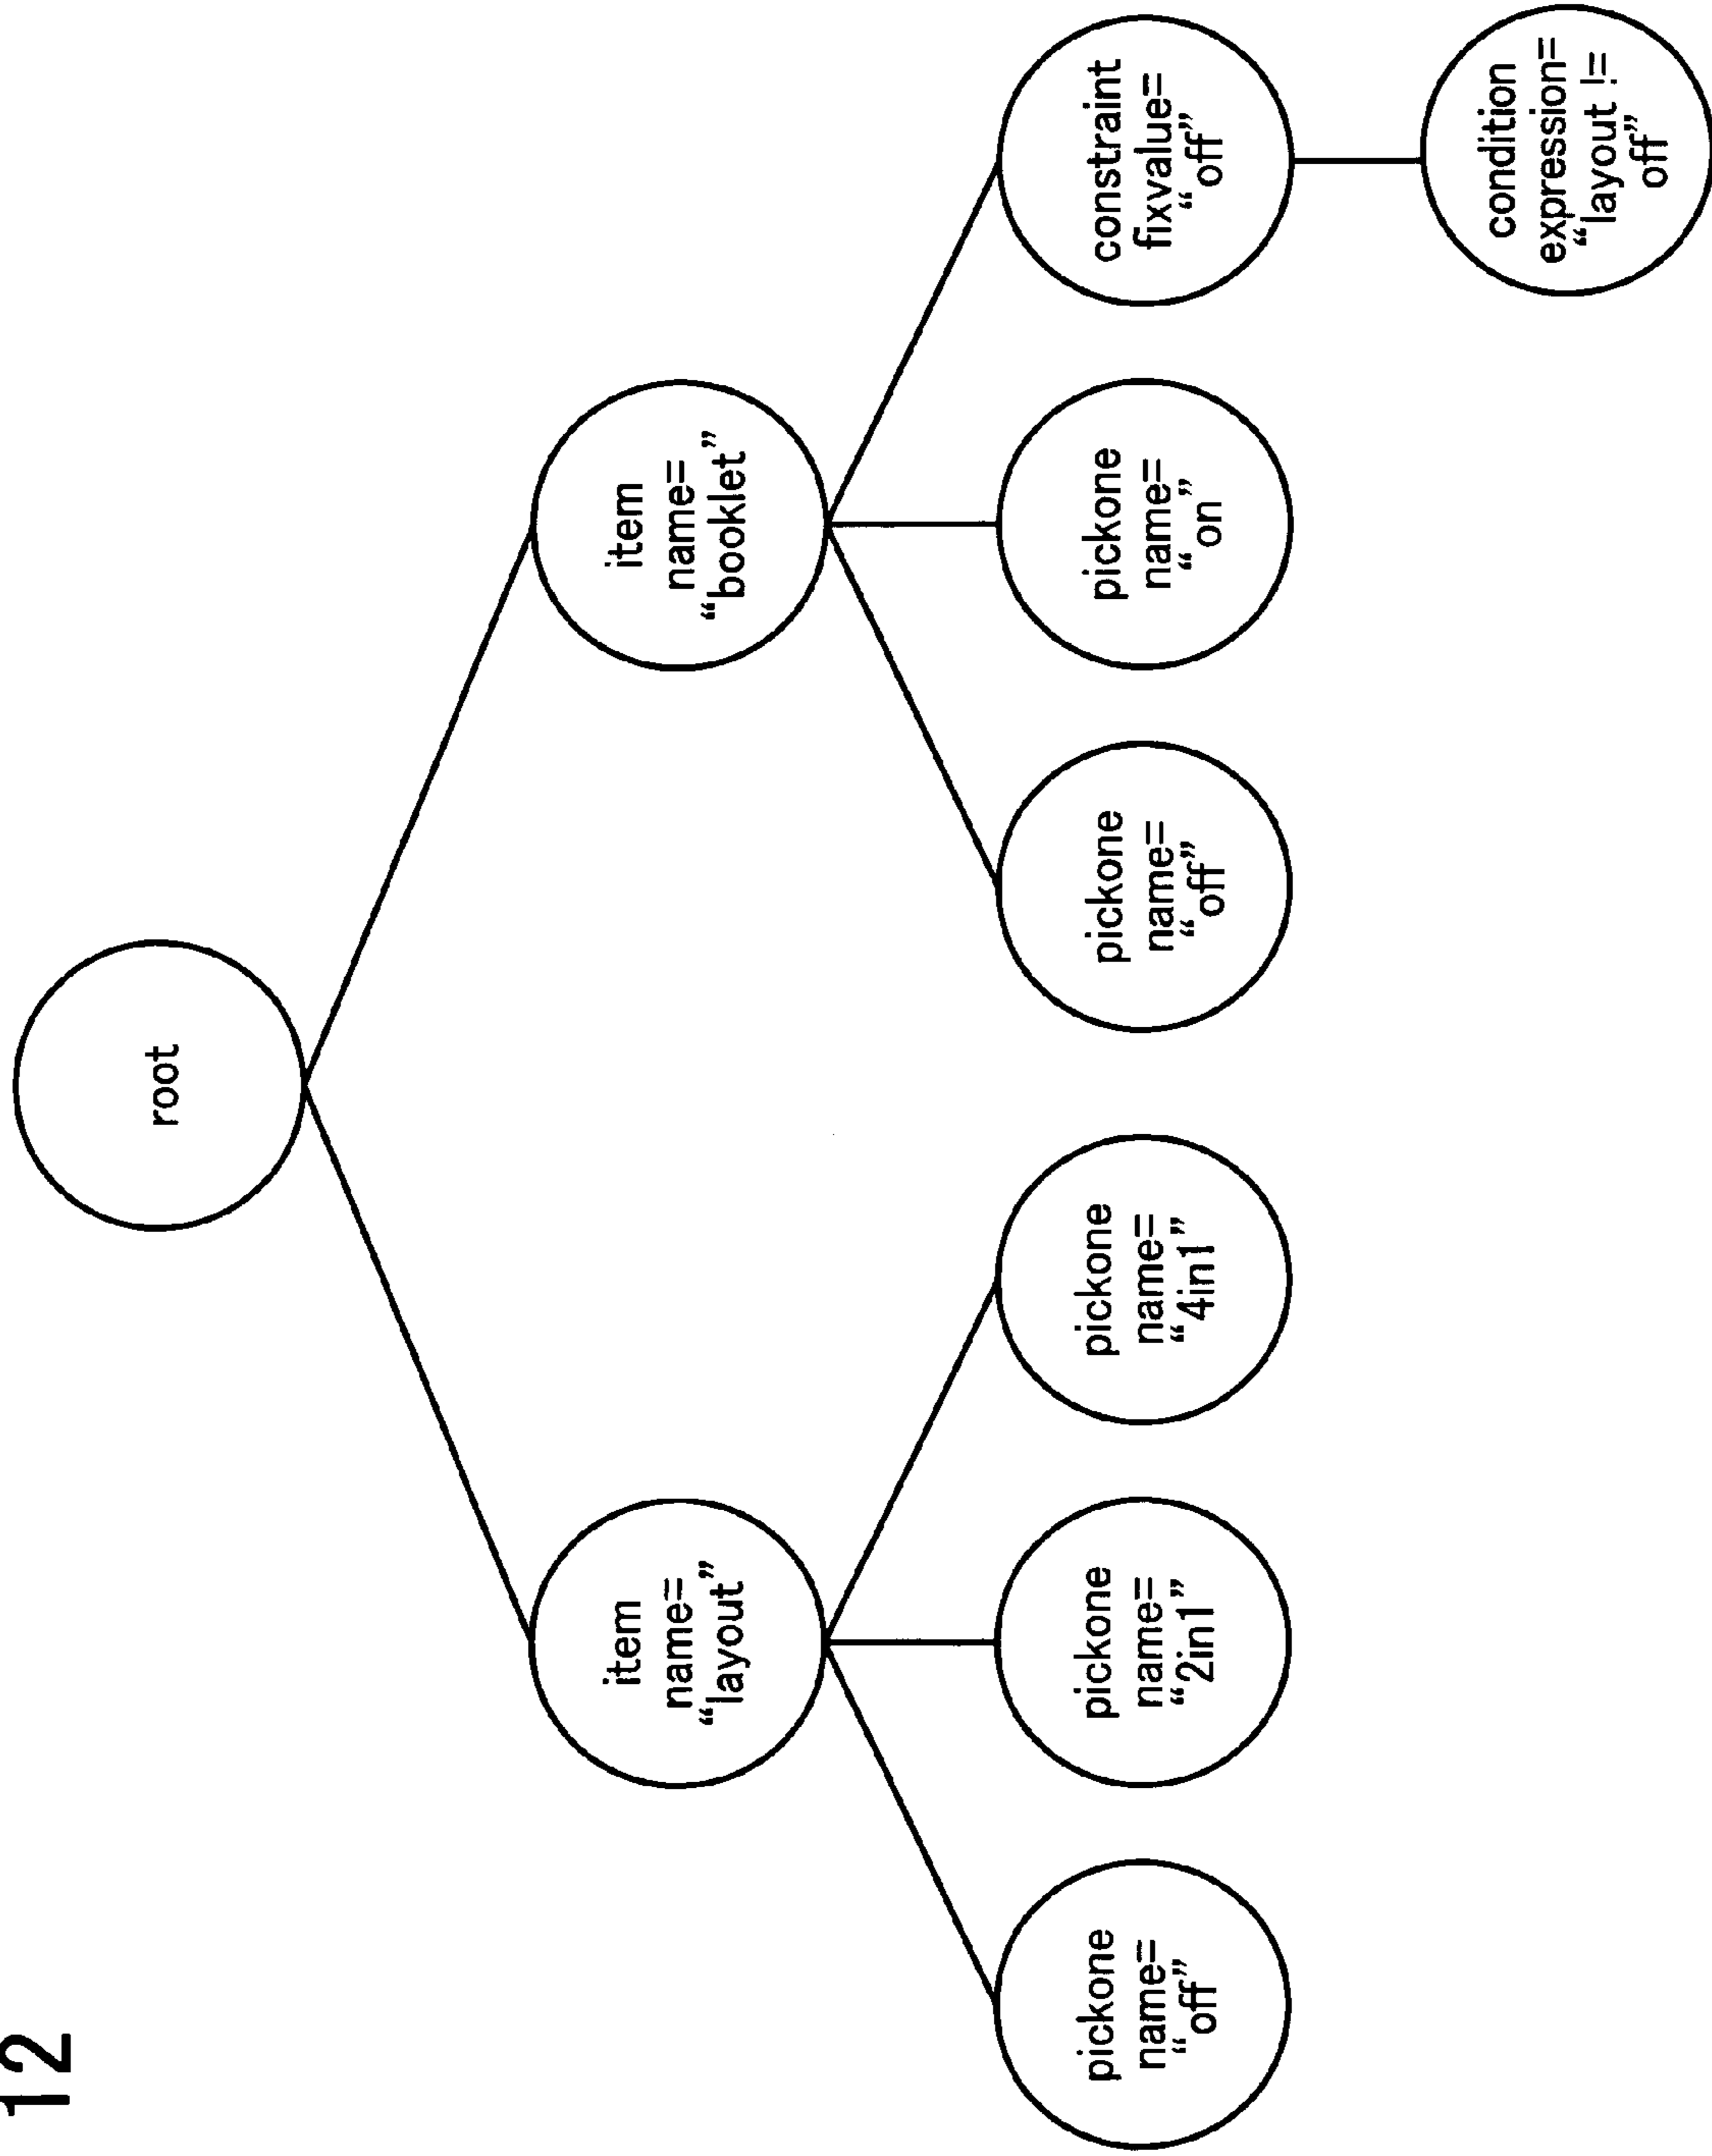 12
root
item
name=
“layout”
item
name=
“booklet”
pickone
name=
“off”
pickone
name=
“2in1”
pickone
name=
“4in1”
pickone
name=
“off”
pickone
name=
“on”
constraint
fixvalue=
“off”
condition
expression=
“layout !=
off”